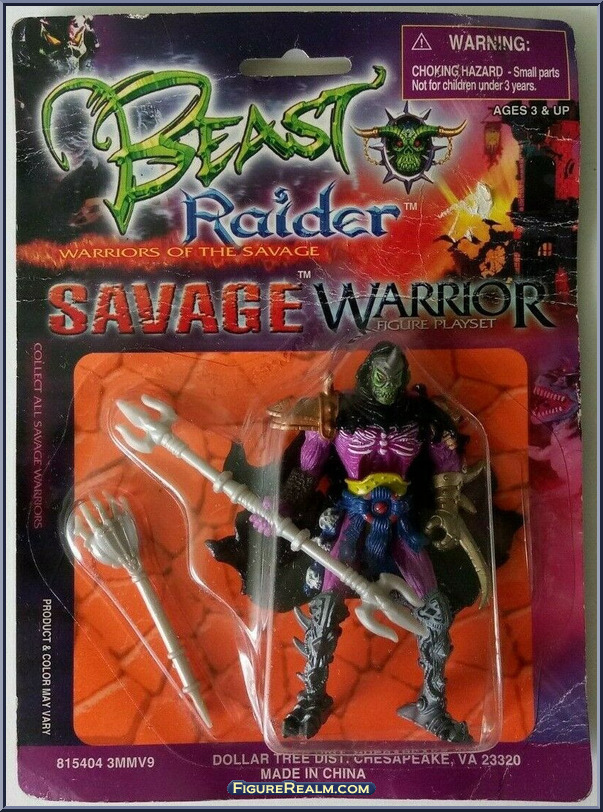 WARNING:
CHOKING HAZARD - Small parts
Not for children under 3 years.
AGES 3 & UP
BEAST
Raider™
WARRIORS OF THE SAVAGE
SAVAGE™ WARRIOR
FIGURE PLAYSET
COLLECT ALL SAVAGE WARRIORS
PRODUCT & COLOR MAY VARY
815404 3MMV9
DOLLAR TREE DIST. CHESAPEAKE, VA 23320
MADE IN CHINA
FIGUREREALM.COM